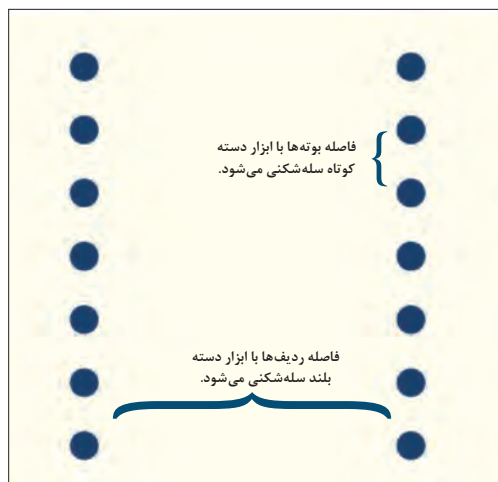 فاصله بوته‌ها با ابزار دسته
کوتاه سله‌شکنی می‌شود.
فاصله ردیف‌ها با ابزار دسته
بلند سله‌شکنی می‌شود.